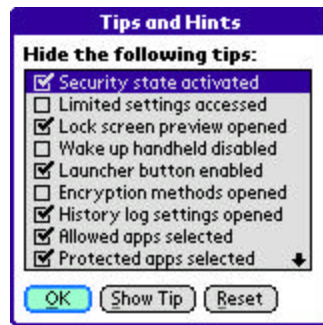 Tips and Hints
Hide the following tips:
Security state activated
Limited settings accessed
Lock screen preview opened
Wake up handheld disabled
Launcher button enabled
Encryption methods opened
History log settings opened
Allowed apps selected
Protected apps selected
OK Show Tip Reset